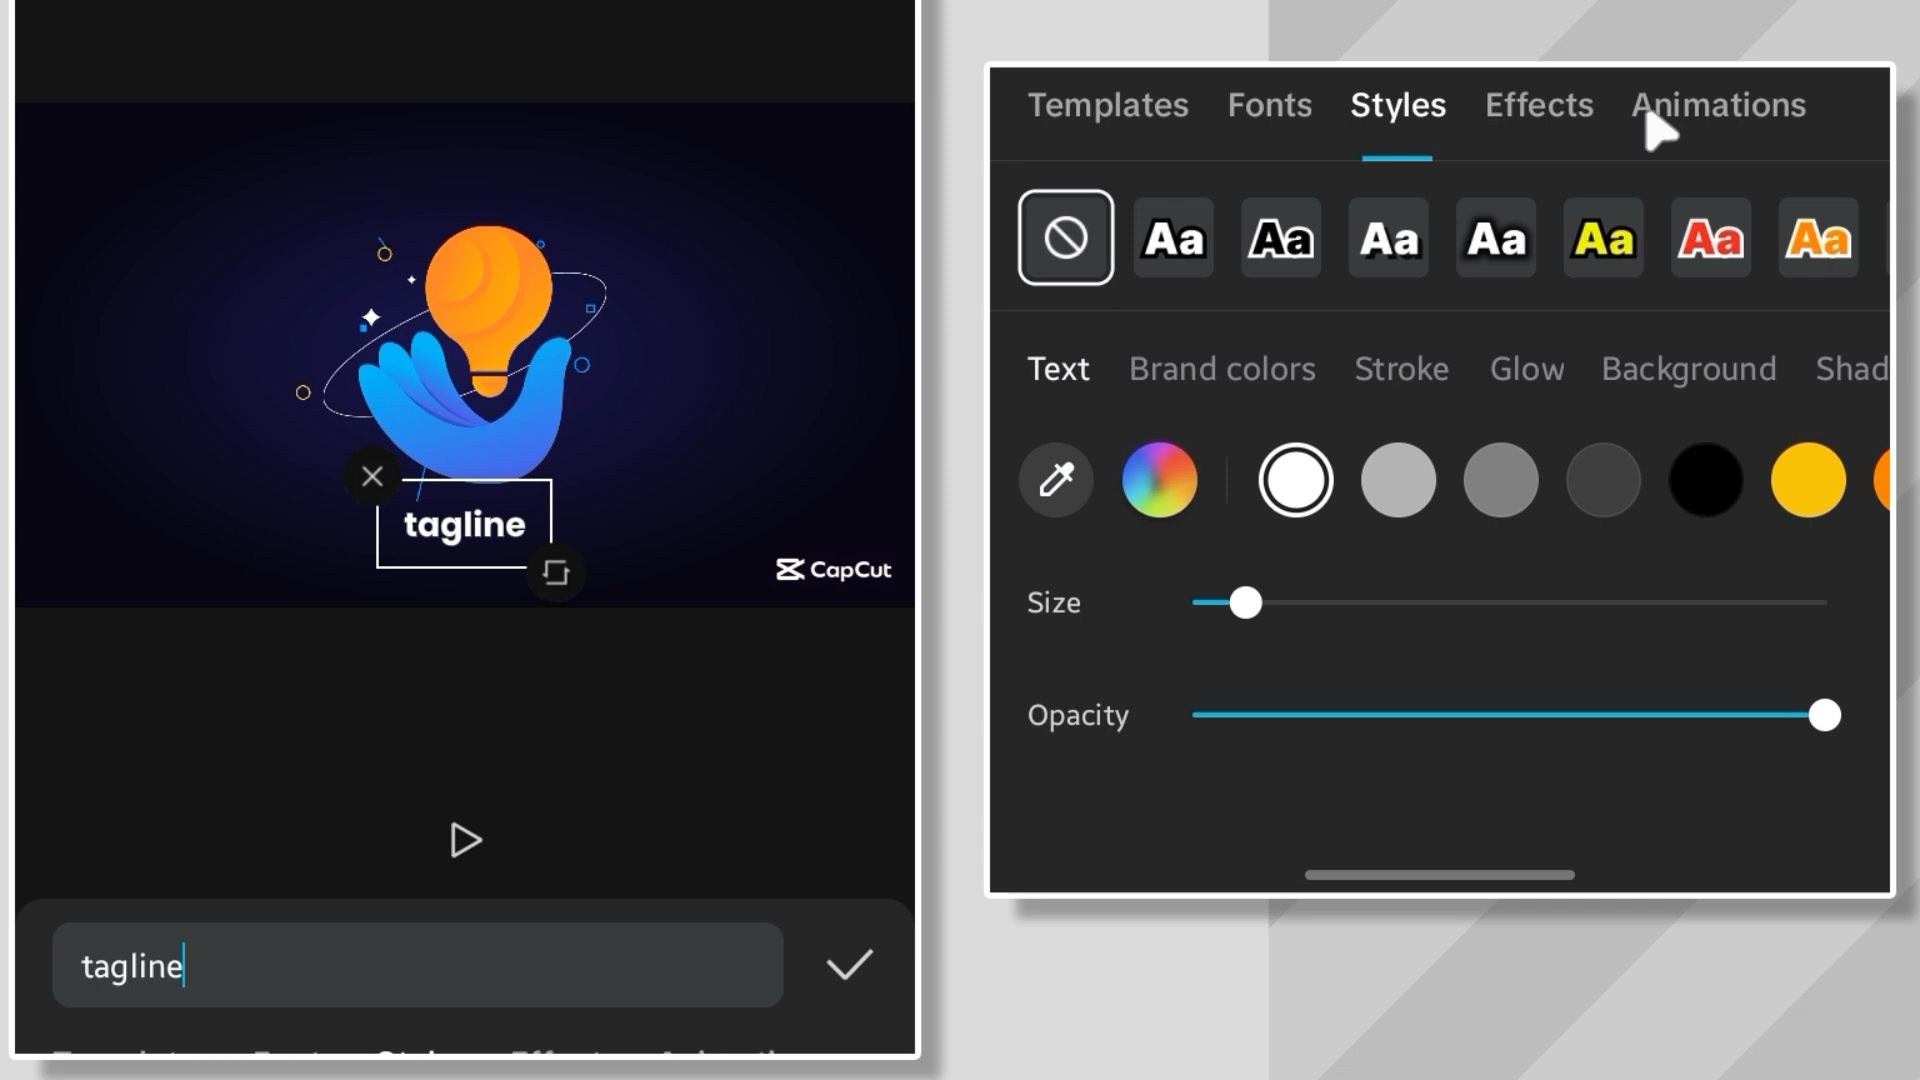 tagline
CapCut
tagline
Templates Fonts Styles Effects Animations
Aa Aa Aa Aa Aa Aa Aa
Text Brand colors Stroke Glow Background Shad
Size
Opacity